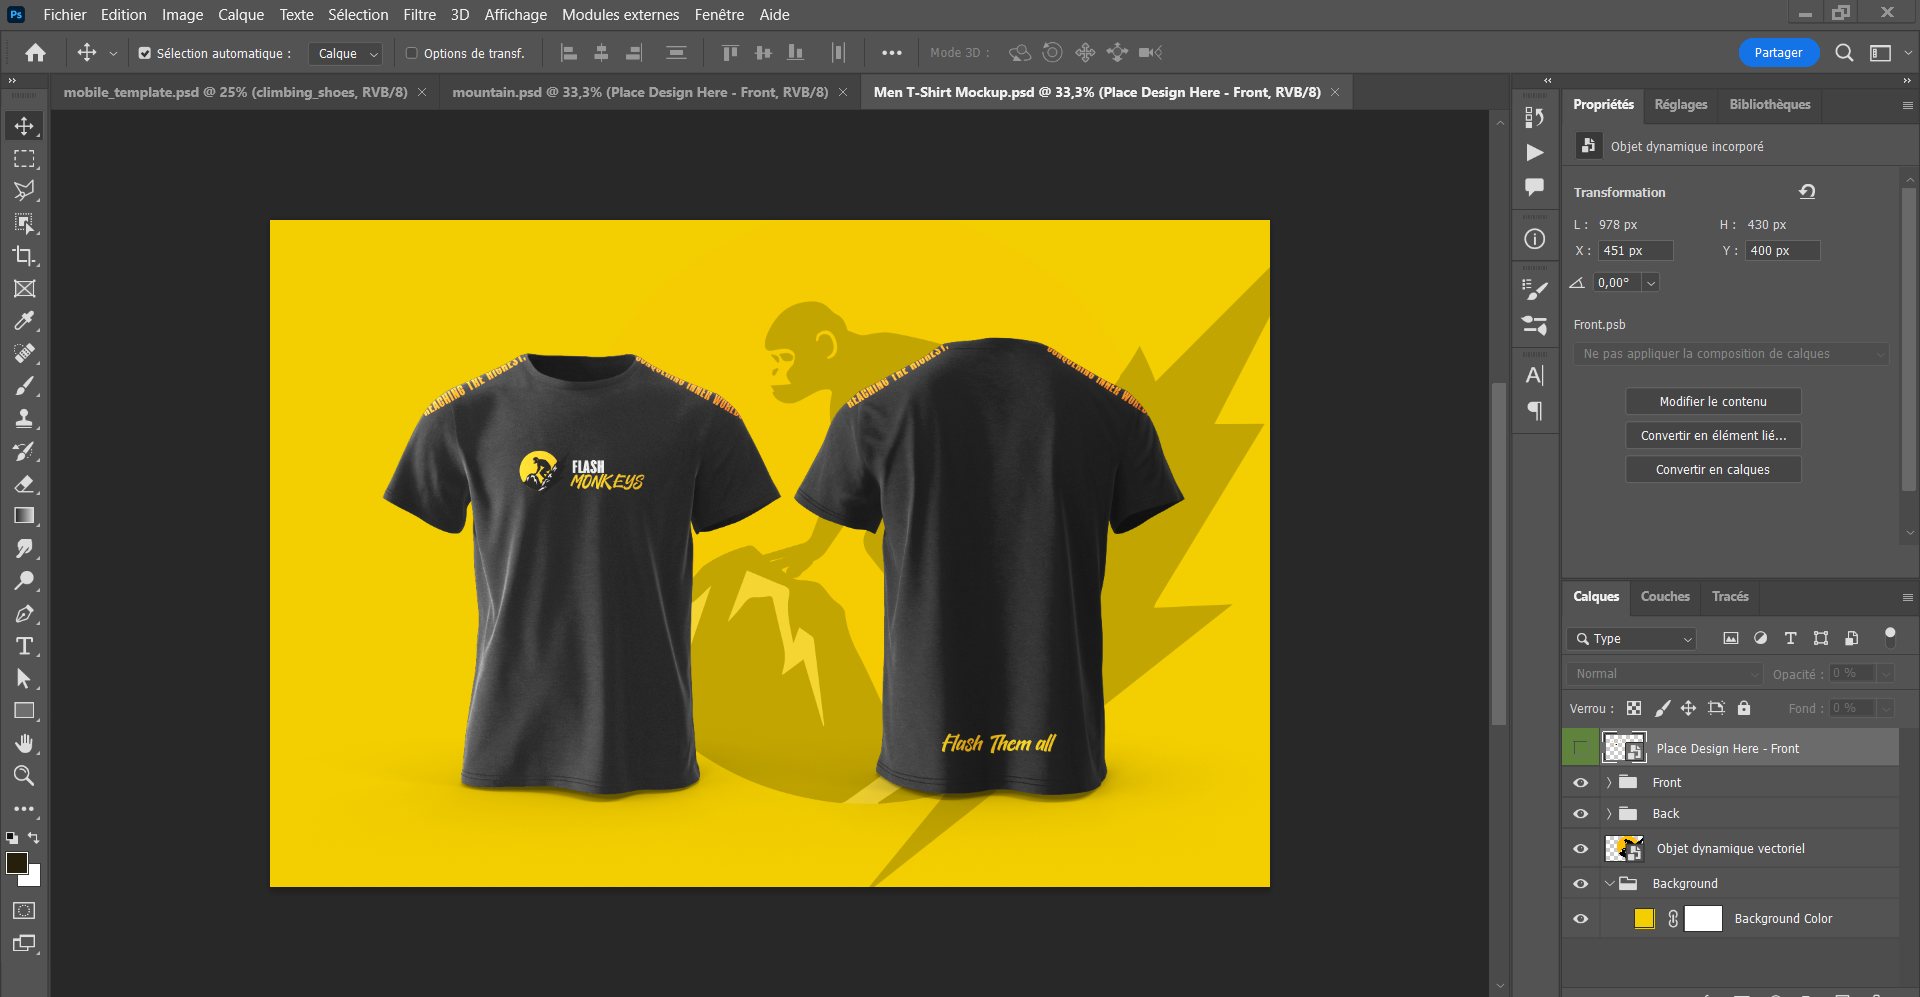 Ps Fichier Edition Image Calque Texte Sélection Filtre 3D Affichage Modules externes Fenêtre Aide
Sélection automatique : Calque Options de transf. Mode 3D : Partager
mobile_template.psd @ 25% (climbing_shoes, RVB/8)
mountain.psd @ 33,3% (Place Design Here - Front, RVB/8)
Men T-Shirt Mockup.psd @ 33,3% (Place Design Here - Front, RVB/8)
REACHING THE HIGHEST,
CONQUERING INNER WORLD
FLASH
MONKEYS
REACHING THE HIGHEST,
CONQUERING INNER WORLD
Flash Them all
Propriétés Réglages Bibliothèques
Objet dynamique incorporé
Transformation
L : 978 px H : 430 px
X : 451 px Y : 400 px
0,00°
Front.psb
Ne pas appliquer la composition de calques
Modifier le contenu
Convertir en élément lié...
Convertir en calques
Calques Couches Tracés
Type
Normal Opacité : 0 %
Verrou : Fond : 0 %
Place Design Here - Front
Front
Back
Objet dynamique vectoriel
Background
Background Color